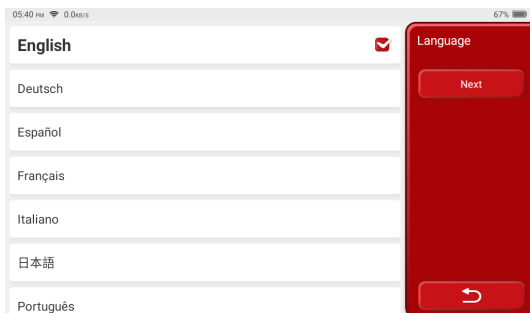 05:40 PM 0.0KB/S 67%
English
Deutsch
Español
Français
Italiano
日本語
Português
Language
Next